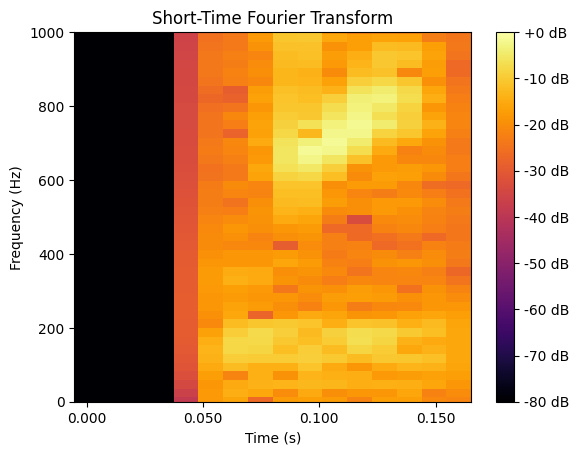 Short-Time Fourier Transform
1000
800
600
400
200
0
Frequency (Hz)
0.000
0.050
0.100
0.150
Time (s)
+0 dB
-10 dB
-20 dB
-30 dB
-40 dB
-50 dB
-60 dB
-70 dB
-80 dB